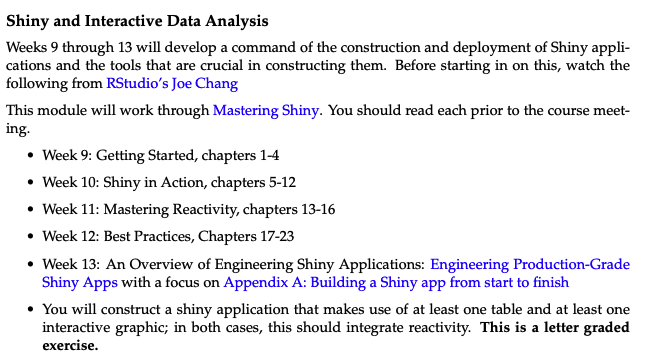 Shiny and Interactive Data Analysis
Weeks 9 through 13 will develop a command of the construction and deployment of Shiny appli-
cations and the tools that are crucial in constructing them. Before starting in on this, watch the
following from RStudio's Joe Chang
This module will work through Mastering Shiny. You should read each prior to the course meet-
ing.
• Week 9: Getting Started, chapters 1-4
• Week 10: Shiny in Action, chapters 5-12
• Week 11: Mastering Reactivity, chapters 13-16
• Week 12: Best Practices, Chapters 17-23
• Week 13: An Overview of Engineering Shiny Applications: Engineering Production-Grade
Shiny Apps with a focus on Appendix A: Building a Shiny app from start to finish
• You will construct a shiny application that makes use of at least one table and at least one
interactive graphic; in both cases, this should integrate reactivity. This is a letter graded
exercise.